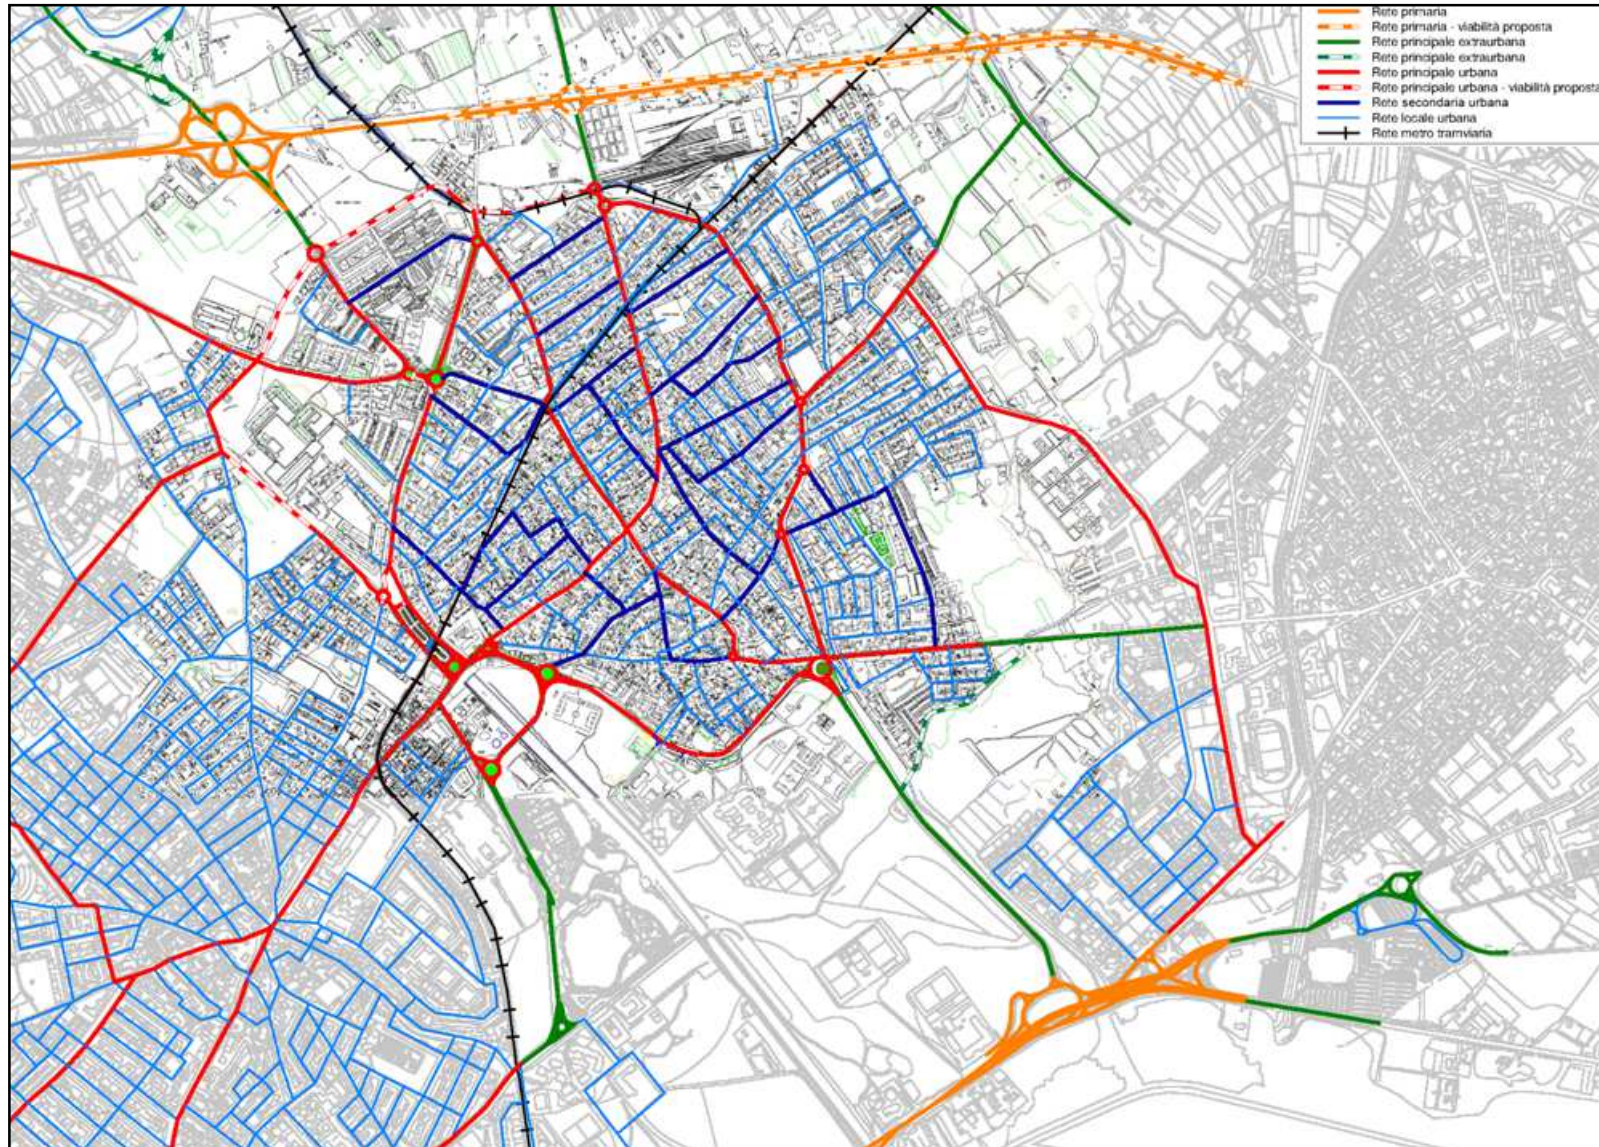 Rete primaria
Rete primaria - viabilità proposta
Rete principale extraurbana
Rete principale extraurbana
Rete principale urbana
Rete principale urbana - viabilità proposta
Rete secondaria urbana
Rete locale urbana
Rete metro tramviaria